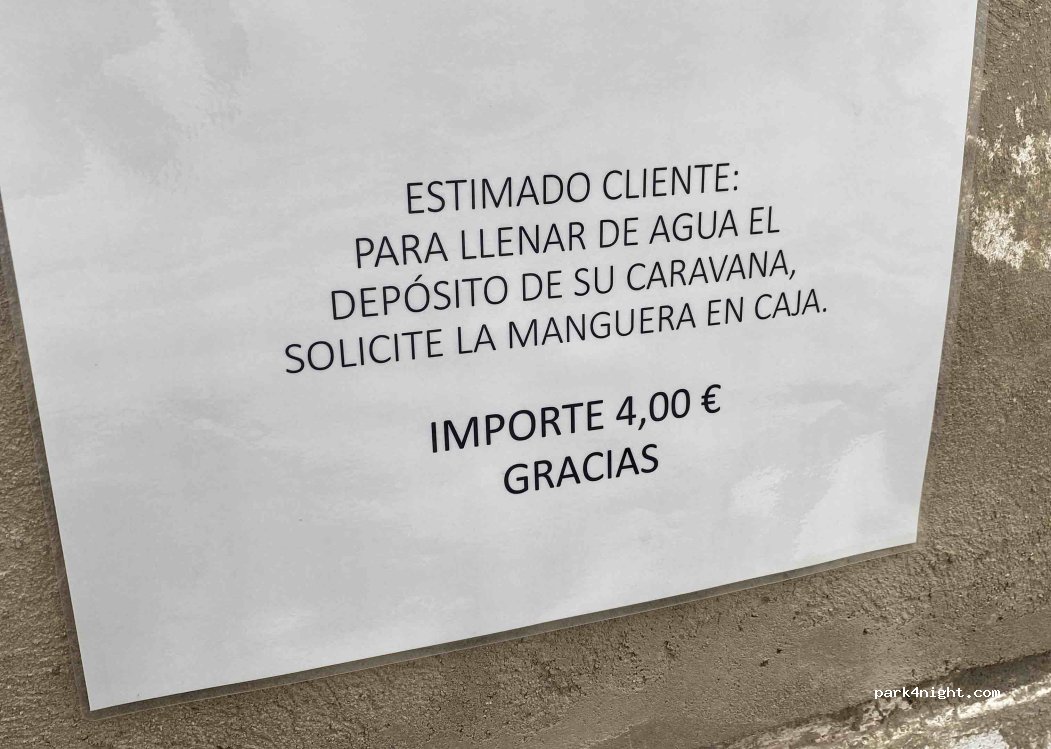 ESTIMADO CLIENTE:
PARA LLENAR DE AGUA EL
DEPÓSITO DE SU CARAVANA,
SOLICITE LA MANGUERA EN CAJA.
IMPORTE 4,00 €
GRACIAS
park4night.com